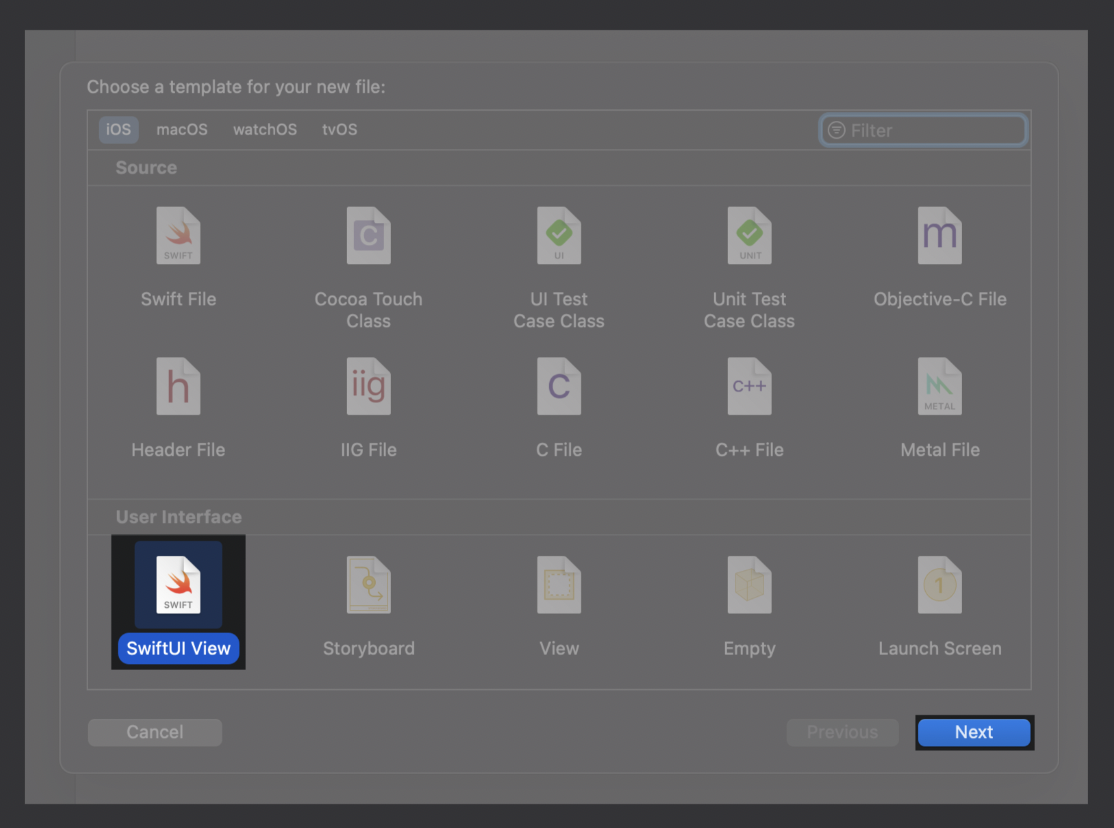 Choose a template for your new file:
iOS macOS watchOS tvOS Filter
Source
SWIFT C UI UNIT m
Swift File Cocoa Touch Class UI Test Case Class Unit Test Case Class Objective-C File
h iig C C++ METAL
Header File IIG File C File C++ File Metal File
User Interface
SWIFT 1
SwiftUI View Storyboard View Empty Launch Screen
Cancel Previous Next